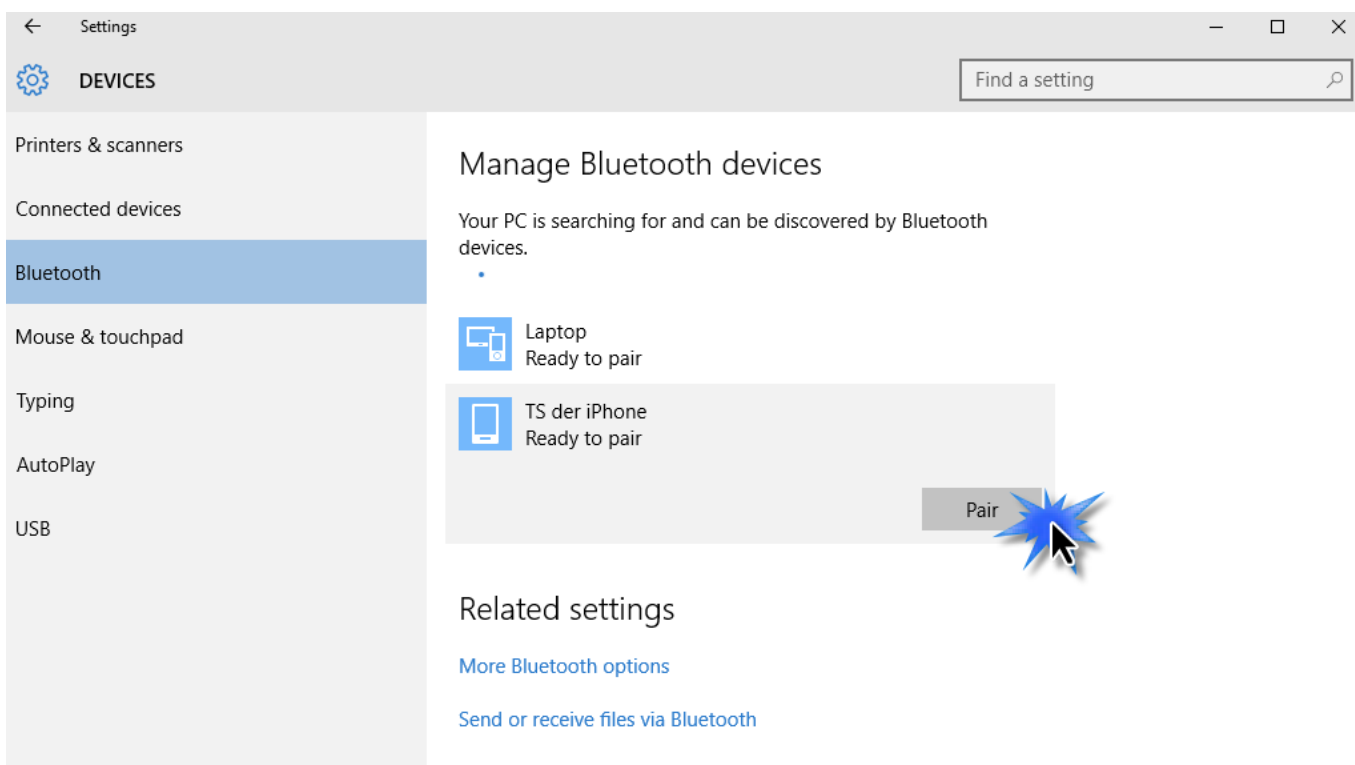 Settings
DEVICES
Find a setting
Printers & scanners
Connected devices
Bluetooth
Mouse & touchpad
Typing
AutoPlay
USB
Manage Bluetooth devices
Your PC is searching for and can be discovered by Bluetooth
devices.
Laptop
Ready to pair
TS der iPhone
Ready to pair
Pair
Related settings
More Bluetooth options
Send or receive files via Bluetooth